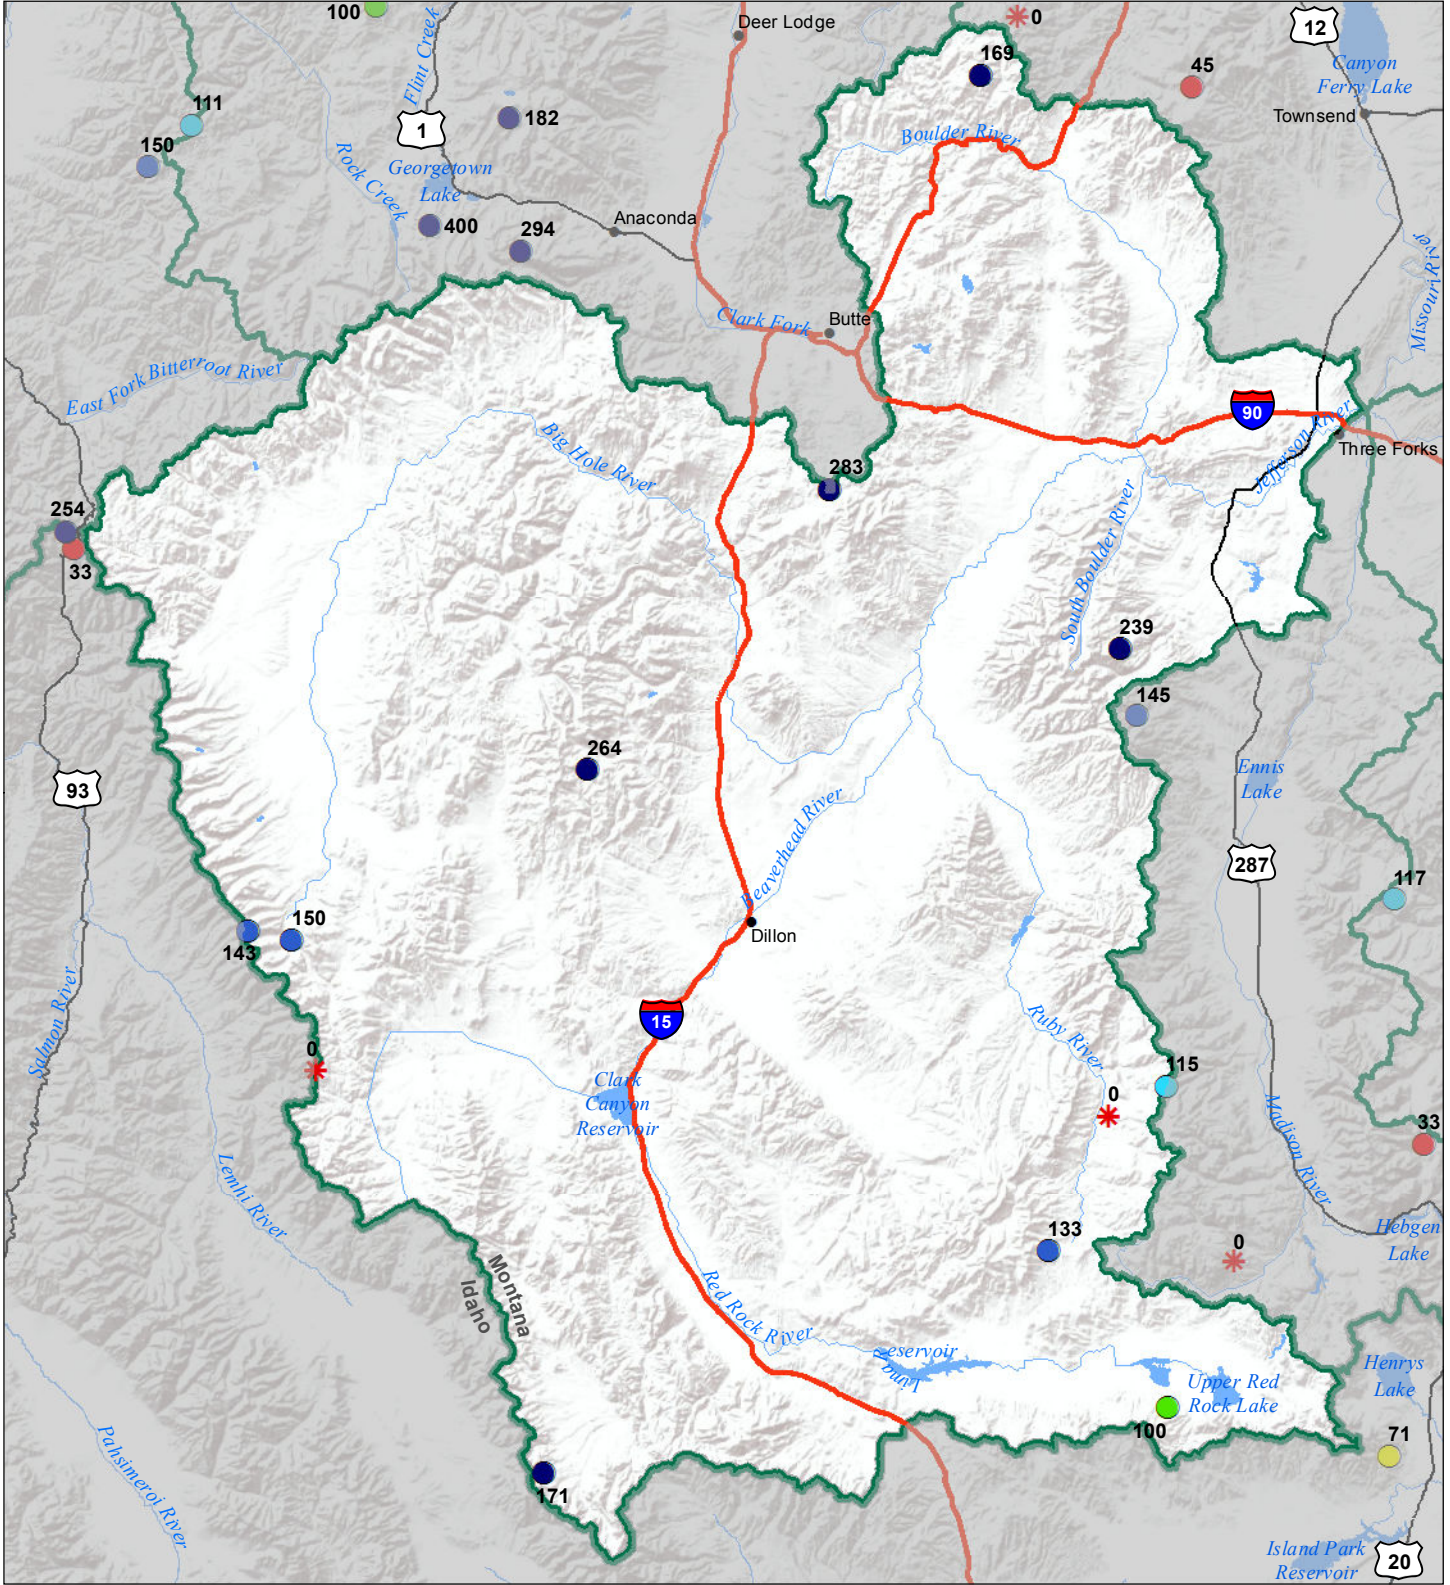 100
Flint Creek
Deer Lodge
0
12
169
45
Canyon
Ferry Lake
111
182
1
Townsend
150
Boulder River
Rock Creek
Georgetown
Lake
400
294
Anaconda
Missouri River
Clark Fork
Butte
East Fork Bitterroot River
90
Jefferson River
Three Forks
Big Hole River
283
254
33
South Boulder River
239
145
264
93
Ennis
Lake
Beaverhead River
287
117
150
143
Dillon
Salmon River
15
Ruby River
0
Clark
Canyon
Reservoir
115
0
Madison River
33
Lemhi River
133
0
Hebgen
Lake
Montana
Idaho
Red Rock River
Lima
Reservoir
Upper Red
Rock Lake
Henrys
Lake
100
71
Pahsimeroi River
171
Island Park
Reservoir
20